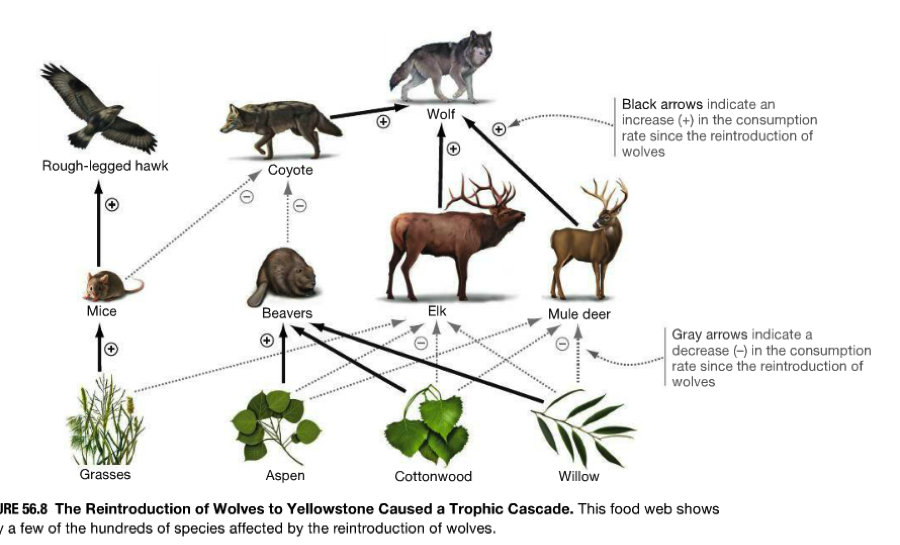 Wolf
Black arrows indicate an
increase (+) in the consumption
rate since the reintroduction of
wolves
Rough-legged hawk
Coyote
Mice
Beavers
Elk
Mule deer
Gray arrows indicate a
decrease (–) in the consumption
rate since the reintroduction of
wolves
Grasses
Aspen
Cottonwood
Willow
URE 56.8 The Reintroduction of Wolves to Yellowstone Caused a Trophic Cascade. This food web shows
y a few of the hundreds of species affected by the reintroduction of wolves.